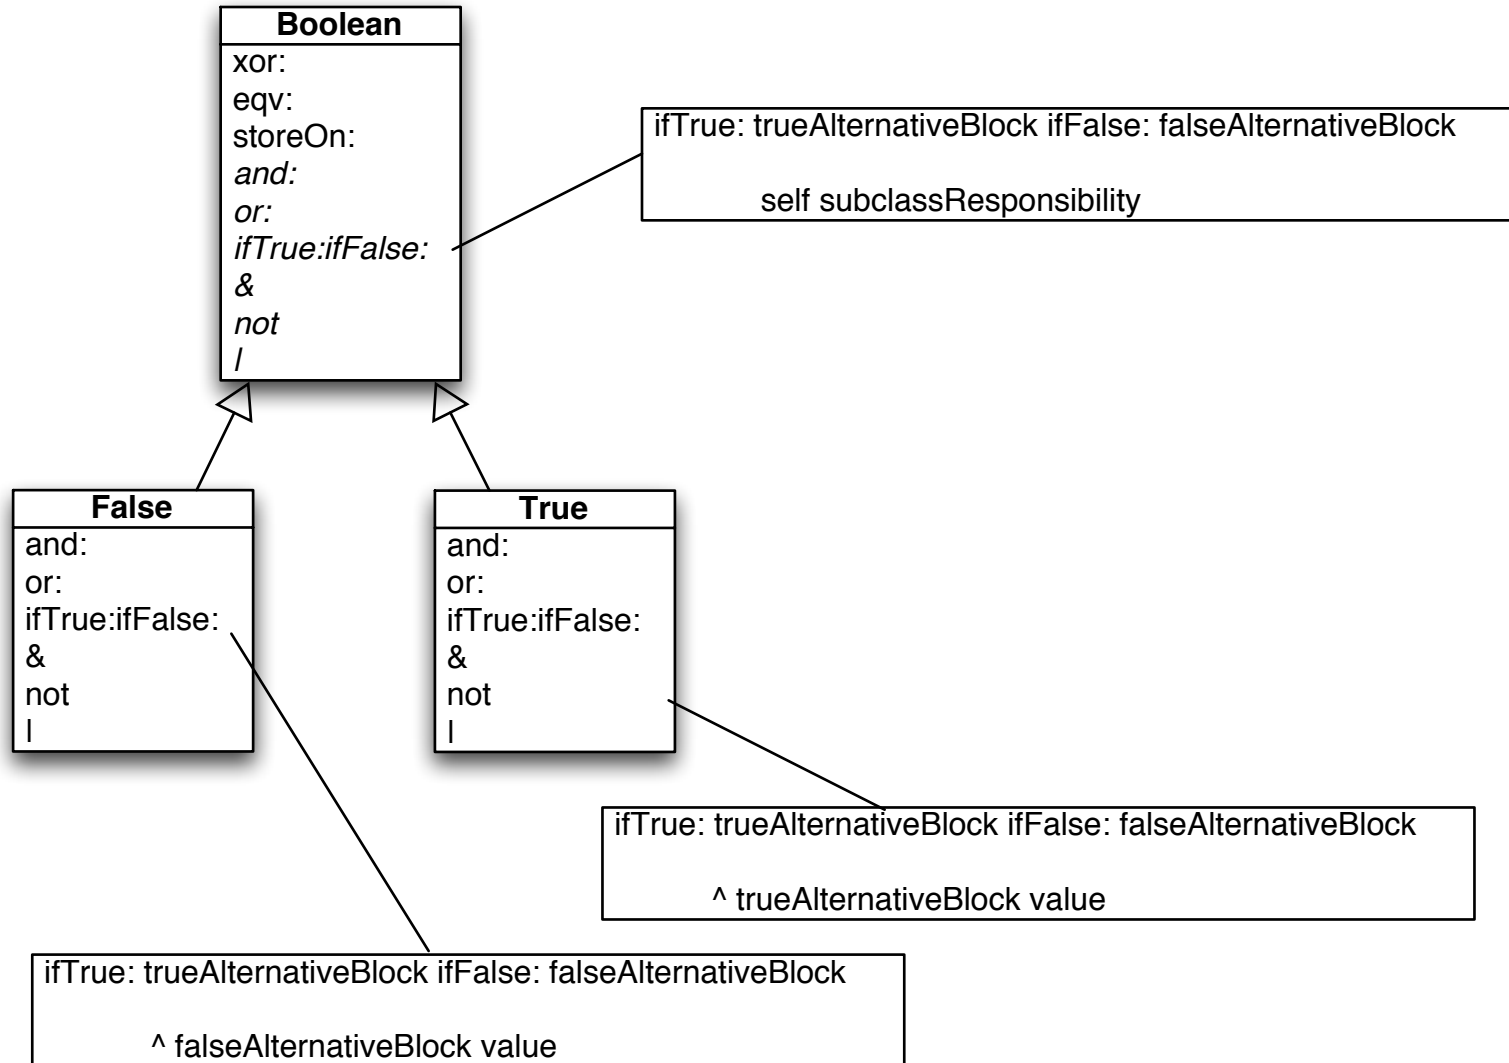 Boolean
xor:
eqv:
storeOn:
and:
or:
ifTrue:ifFalse:
&
not
|
ifTrue: trueAlternativeBlock ifFalse: falseAlternativeBlock
self subclassResponsibility
False
and:
or:
ifTrue:ifFalse:
&
not
|
True
and:
or:
ifTrue:ifFalse:
&
not
|
ifTrue: trueAlternativeBlock ifFalse: falseAlternativeBlock
^ trueAlternativeBlock value
ifTrue: trueAlternativeBlock ifFalse: falseAlternativeBlock
^ falseAlternativeBlock value